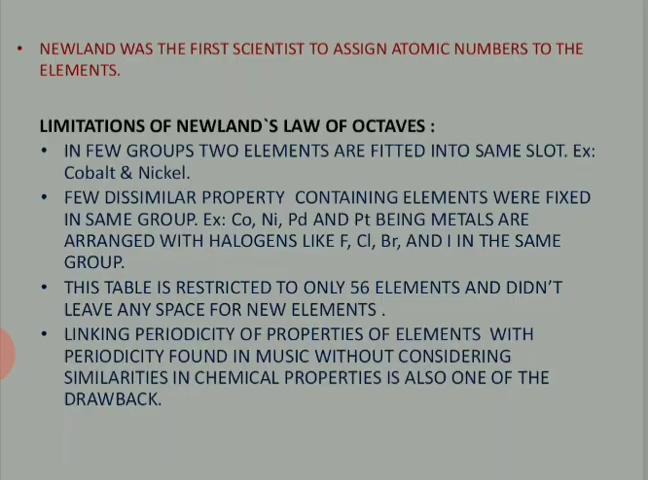 • NEWLAND WAS THE FIRST SCIENTIST TO ASSIGN ATOMIC NUMBERS TO THE
ELEMENTS.
LIMITATIONS OF NEWLAND`S LAW OF OCTAVES :
• IN FEW GROUPS TWO ELEMENTS ARE FITTED INTO SAME SLOT. Ex:
Cobalt & Nickel.
• FEW DISSIMILAR PROPERTY CONTAINING ELEMENTS WERE FIXED
IN SAME GROUP. Ex: Co, Ni, Pd AND Pt BEING METALS ARE
ARRANGED WITH HALOGENS LIKE F, Cl, Br, AND I IN THE SAME
GROUP.
• THIS TABLE IS RESTRICTED TO ONLY 56 ELEMENTS AND DIDN’T
LEAVE ANY SPACE FOR NEW ELEMENTS .
• LINKING PERIODICITY OF PROPERTIES OF ELEMENTS WITH
PERIODICITY FOUND IN MUSIC WITHOUT CONSIDERING
SIMILARITIES IN CHEMICAL PROPERTIES IS ALSO ONE OF THE
DRAWBACK.